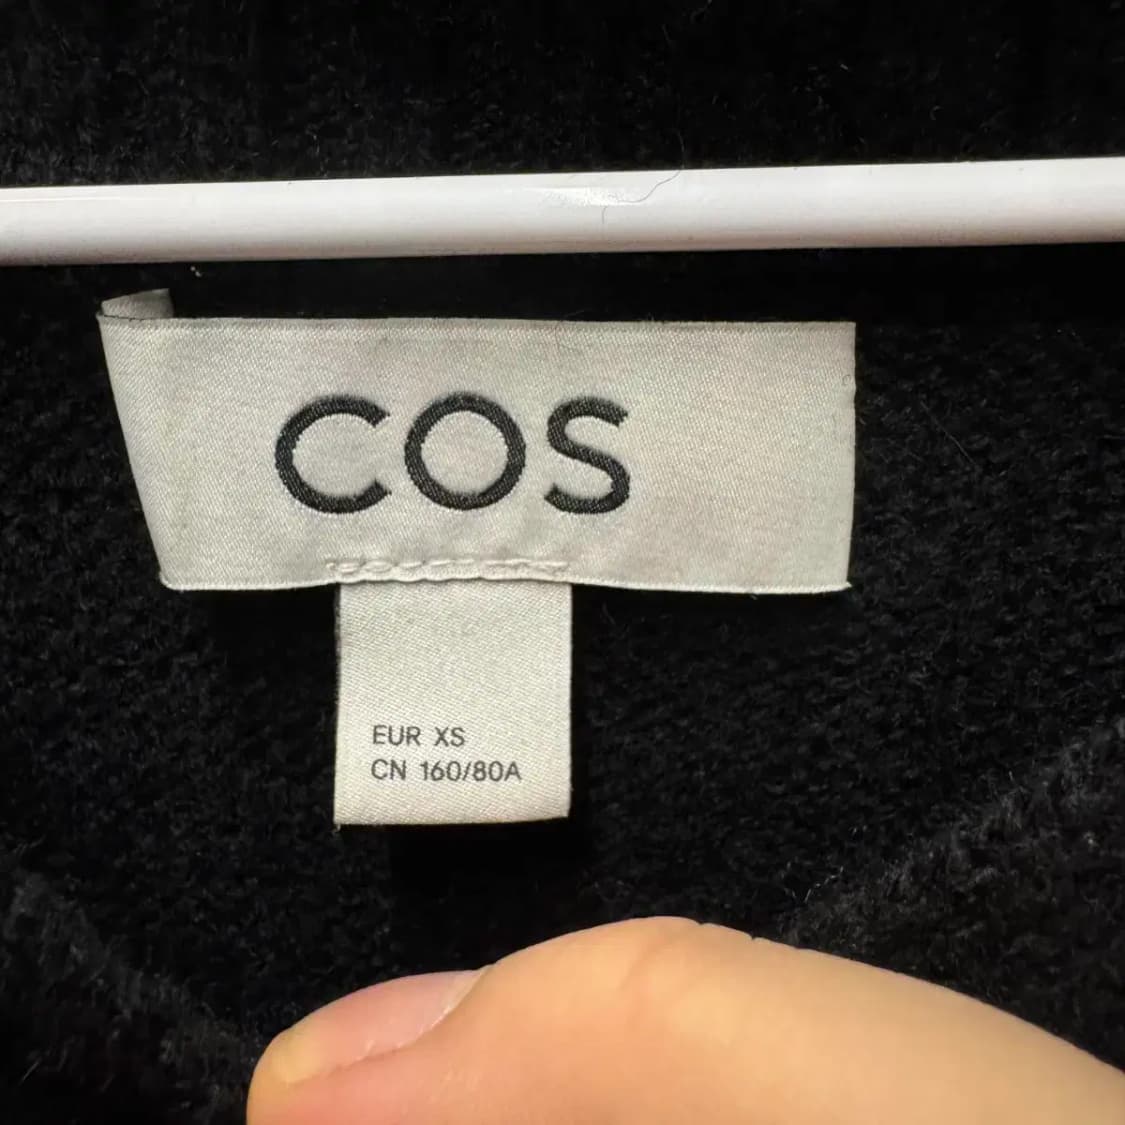 COS
EUR XS
CN 160/80A